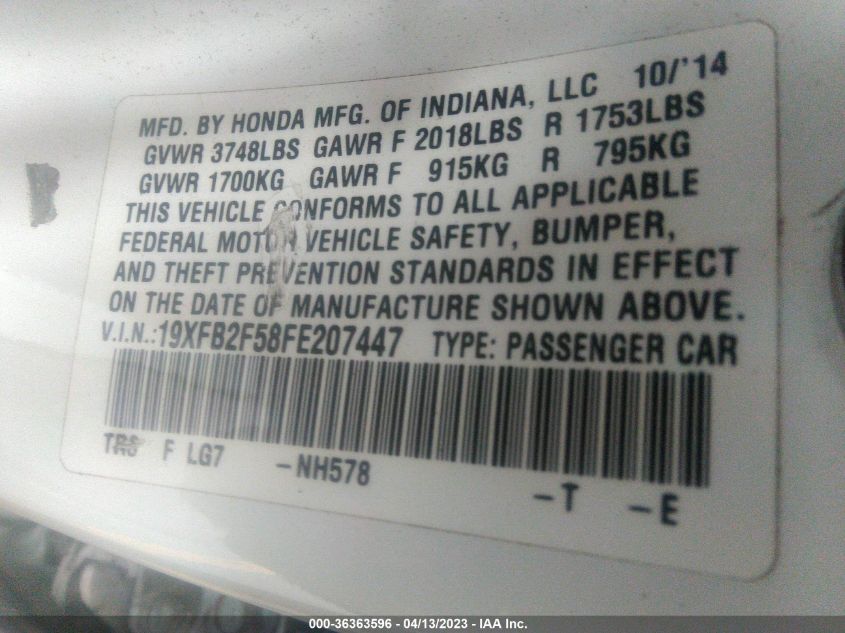 MFD. BY HONDA MFG. OF INDIANA, LLC 10/'14
GVWR 3748LBS GAWR F 2018LBS R 1753LBS
GVWR 1700KG GAWR F 915KG R 795KG
THIS VEHICLE CONFORMS TO ALL APPLICABLE
FEDERAL MOTOR VEHICLE SAFETY, BUMPER,
AND THEFT PREVENTION STANDARDS IN EFFECT
ON THE DATE OF MANUFACTURE SHOWN ABOVE.
V.I.N.:19XFB2F58FE207447 TYPE: PASSENGER CAR
TR6 F LG7 -NH578 -T -E
000-36363596 - 04/13/2023 - IAA Inc.